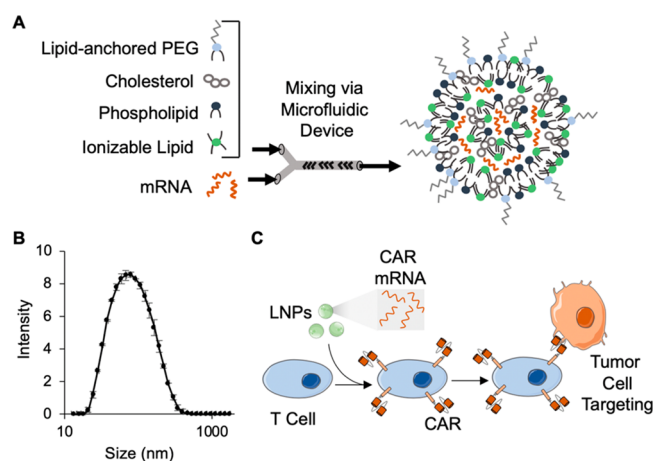 A
Lipid-anchored PEG
Cholesterol
Phospholipid
Ionizable Lipid
mRNA
Mixing via
Microfluidic
Device
B
10
8
6
4
2
0
Intensity
10
1000
Size (nm)
C
CAR
mRNA
LNPs
T Cell
CAR
Tumor
Cell
Targeting